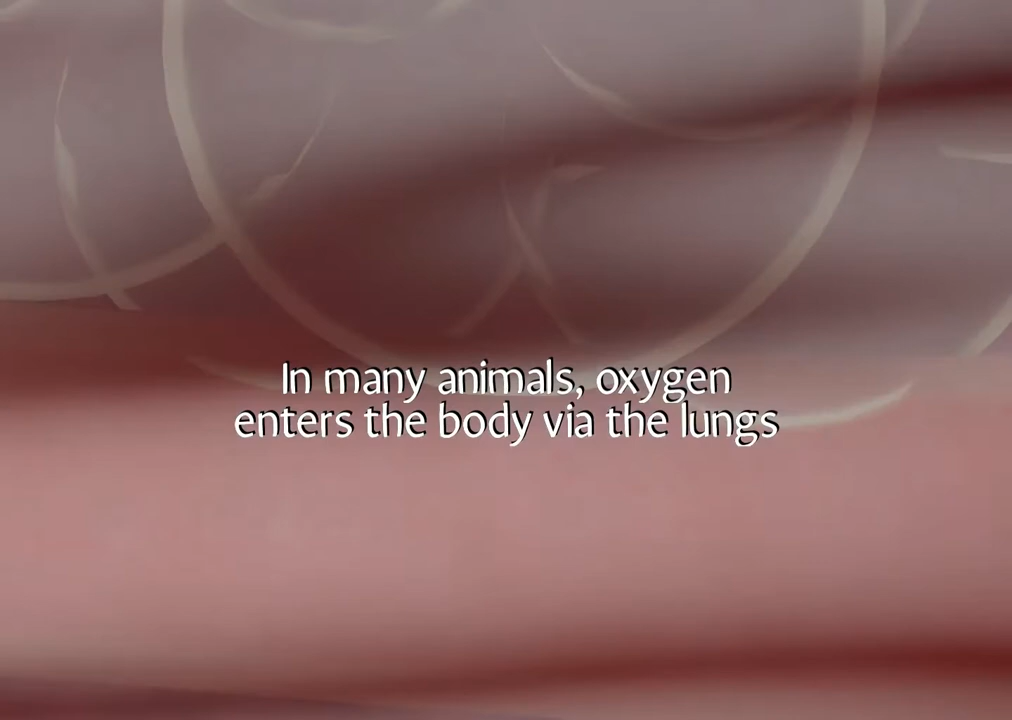 In many animals, oxygen
enters the body via the lungs